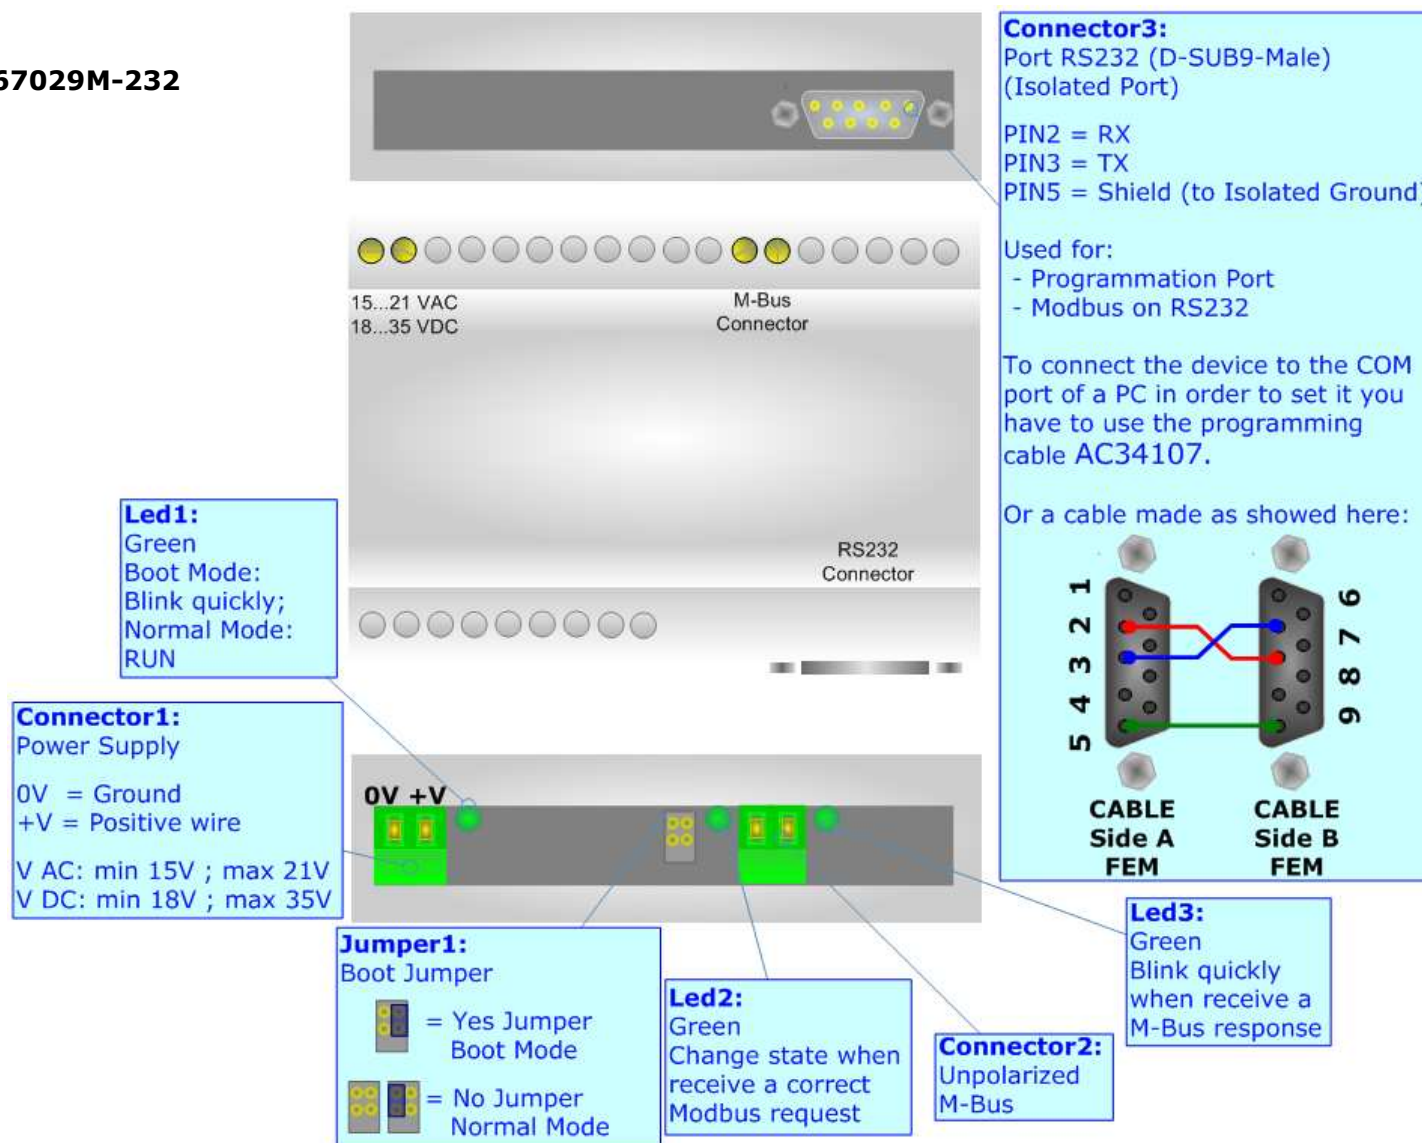 67029M-232
Connector3:
Port RS232 (D-SUB9-Male)
(Isolated Port)
PIN2 = RX
PIN3 = TX
PIN5 = Shield (to Isolated Ground)
Used for:
- Programmation Port
- Modbus on RS232
To connect the device to the COM
port of a PC in order to set it you
have to use the programming
cable AC34107.
Or a cable made as showed here:
1
2
3
4
5
6
7
8
9
CABLE
Side A
FEM
CABLE
Side B
FEM
15...21 VAC
18...35 VDC
M-Bus
Connector
RS232
Connector
Led1:
Green
Boot Mode:
Blink quickly;
Normal Mode:
RUN
Connector1:
Power Supply
0V = Ground
+V = Positive wire
V AC: min 15V ; max 21V
V DC: min 18V ; max 35V
0V +V
Jumper1:
Boot Jumper
= Yes Jumper
Boot Mode
= No Jumper
Normal Mode
Led2:
Green
Change state when
receive a correct
Modbus request
Connector2:
Unpolarized
M-Bus
Led3:
Green
Blink quickly
when receive a
M-Bus response